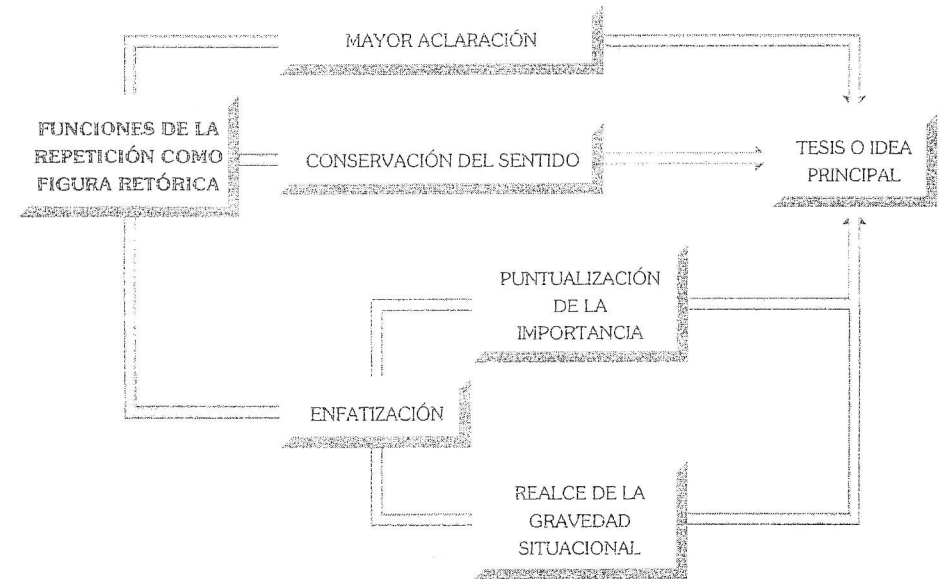 MAYOR ACLARACIÓN
FUNCIONES DE LA
REPETICIÓN COMO
FIGURA RETÓRICA
CONSERVACIÓN DEL SENTIDO
TESIS O IDEA
PRINCIPAL
PUNTUALIZACIÓN
DE LA
IMPORTANCIA
ENFATIZACIÓN
REALCE DE LA
GRAVEDAD
SITUACIONAL